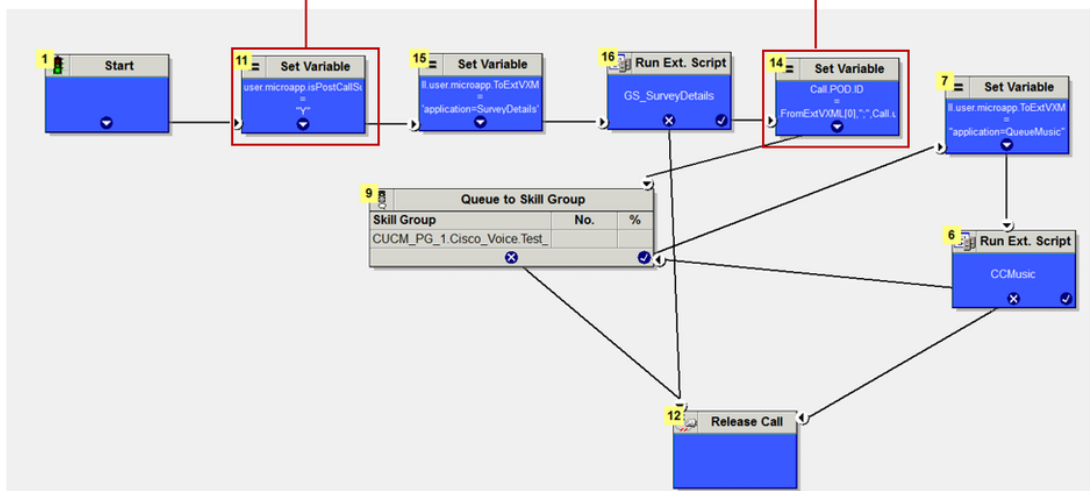 1
Start
11
= Set Variable
user.microapp.isPostCallSu
=
"Y"
15
= Set Variable
ll.user.microapp.ToExtVXM
=
'application=SurveyDetails'
16
Run Ext. Script
GS_SurveyDetails
14
= Set Variable
Call.POD.ID
=
.FromExtVXML[0],";",Call.u
7
= Set Variable
ll.user.microapp.ToExtVXM
=
"application=QueueMusic"
9
Queue to Skill Group
Skill Group No. %
CUCM_PG_1.Cisco_Voice.Test_
6
Run Ext. Script
CCMusic
12
Release Call